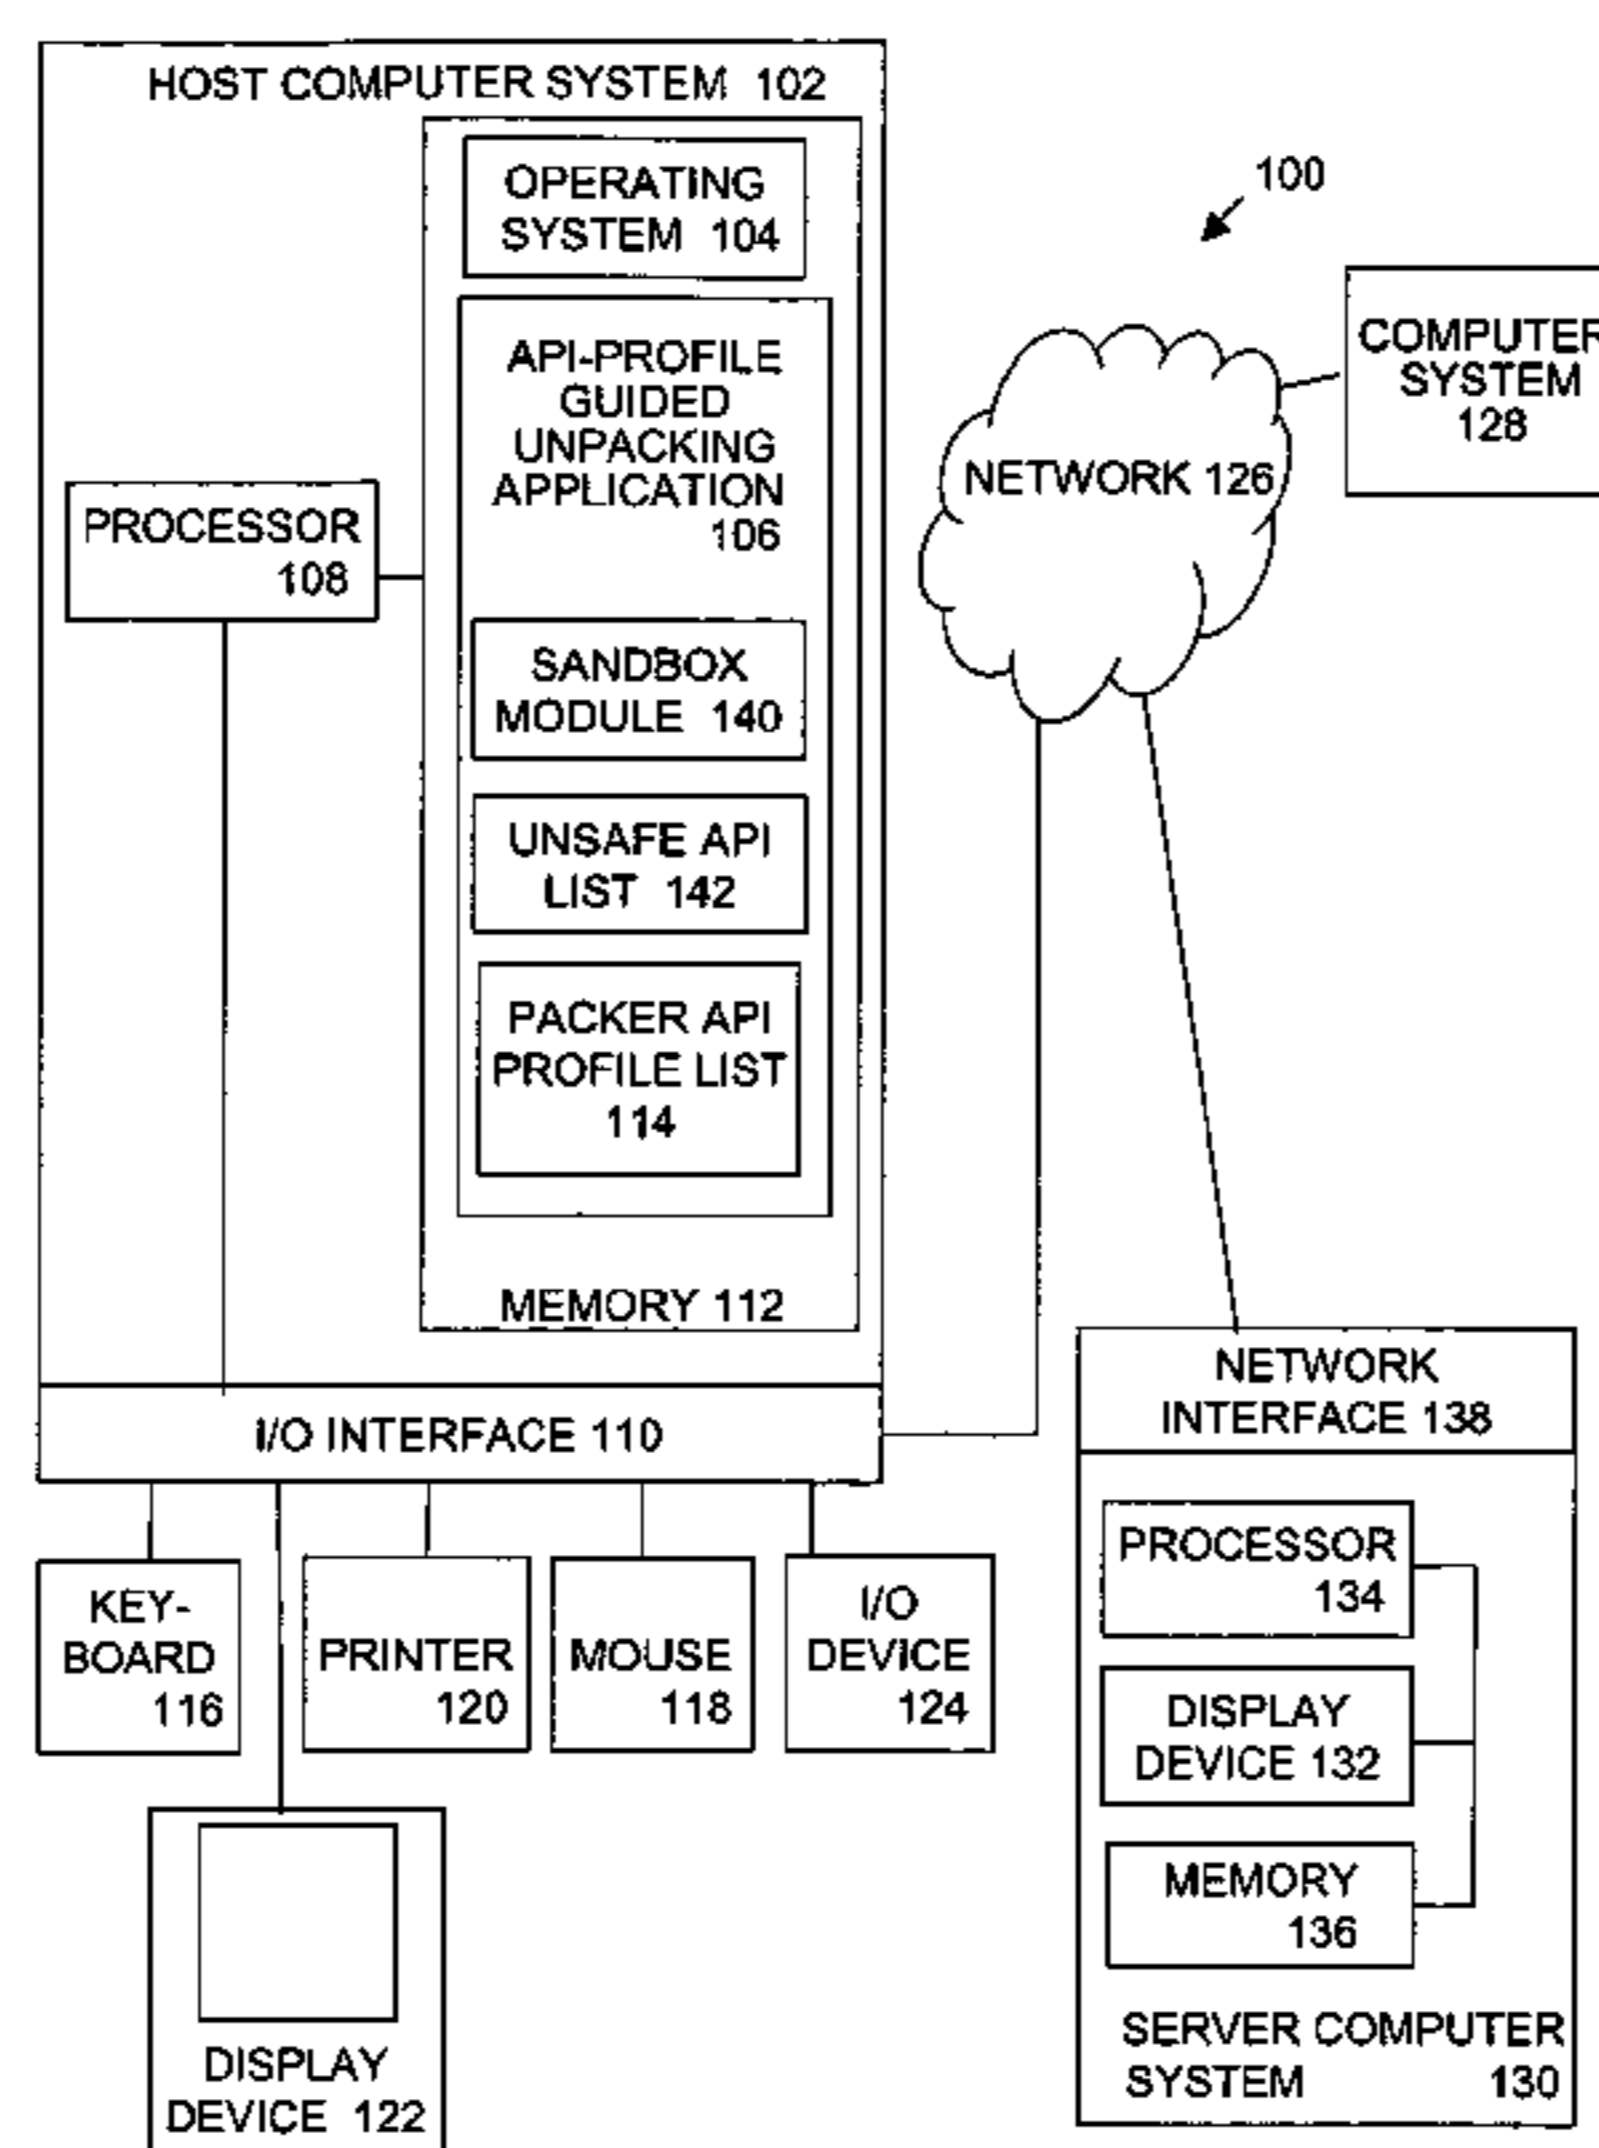 HOST COMPUTER SYSTEM 102
OPERATING
SYSTEM 104
API-PROFILE
GUIDED
UNPACKING
APPLICATION
106
PROCESSOR
108
SANDBOX
MODULE 140
UNSAFE API
LIST 142
PACKER API
PROFILE LIST
114
MEMORY 112
I/O INTERFACE 110
KEY-
BOARD
116
PRINTER
120
MOUSE
118
I/O
DEVICE
124
DISPLAY
DEVICE 122
100
NETWORK 126
COMPUTER
SYSTEM
128
NETWORK
INTERFACE 138
PROCESSOR
134
DISPLAY
DEVICE 132
MEMORY
136
SERVER COMPUTER
SYSTEM 130